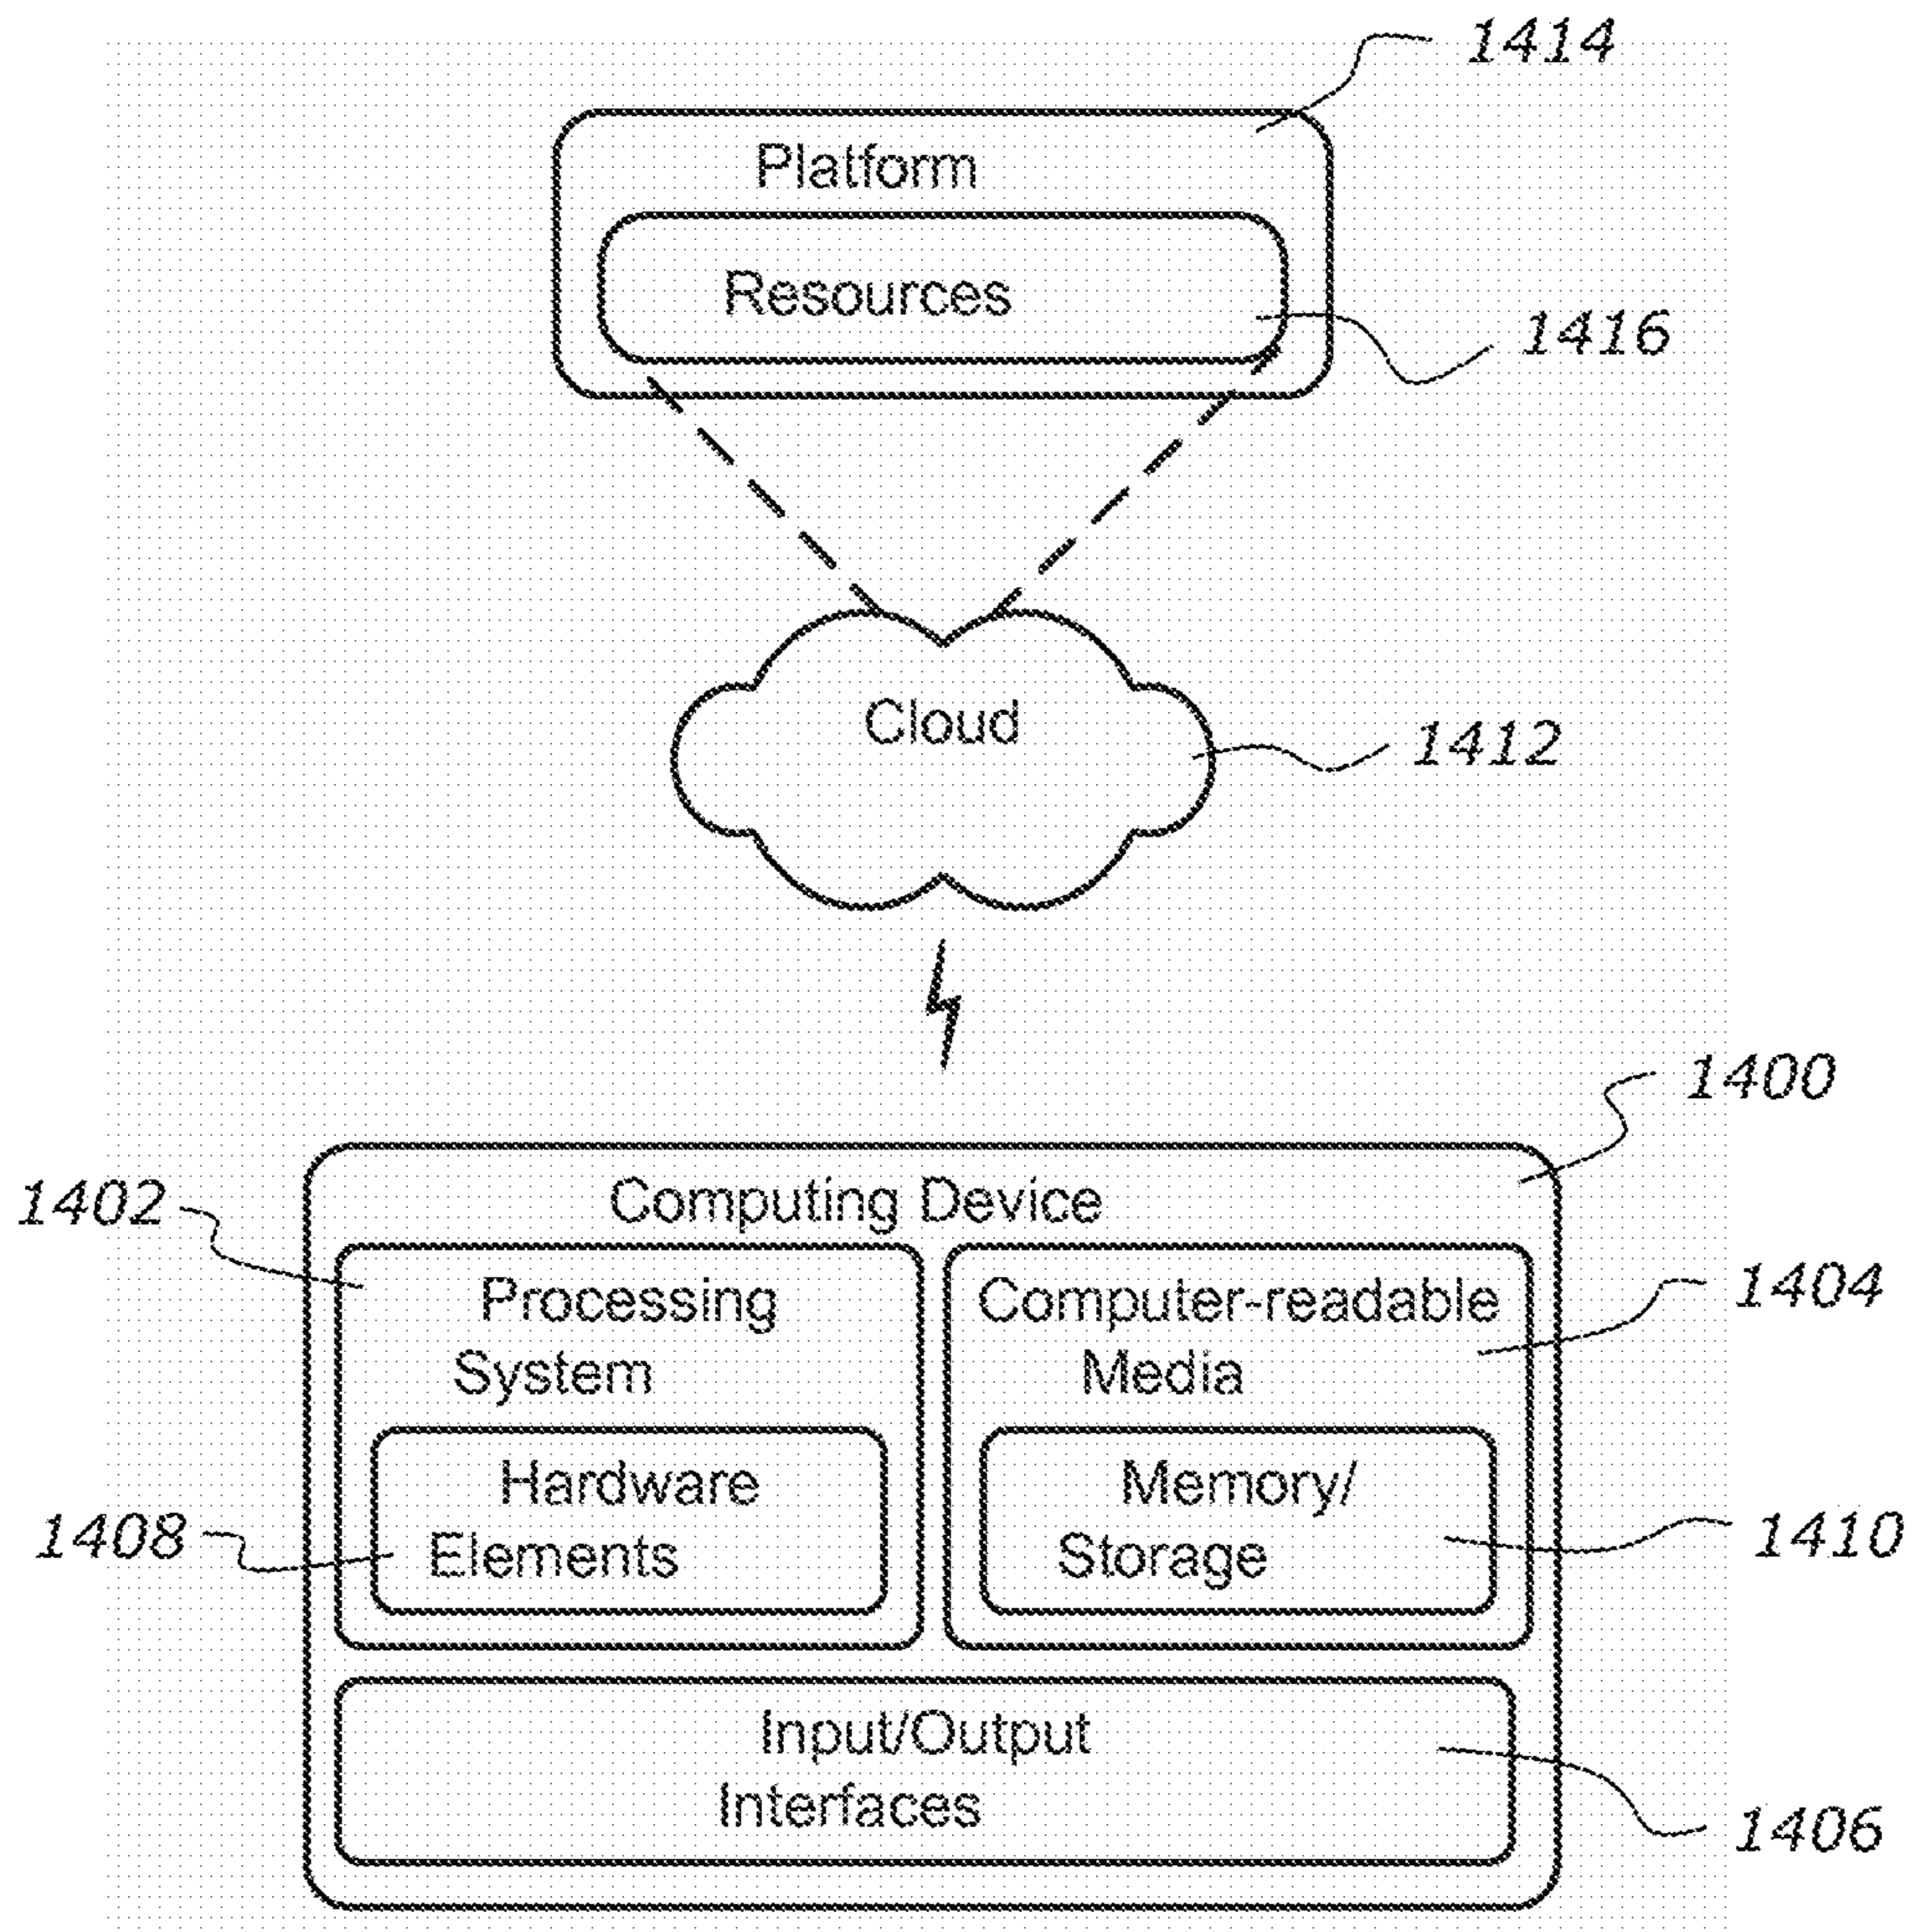 1414
Platform
Resources
1416
Cloud
1412
1400
Computing Device
1402
Processing
System
Computer-readable
Media
1404
Hardware
Elements
1408
Memory/
Storage
1410
Input/Output
Interfaces
1406